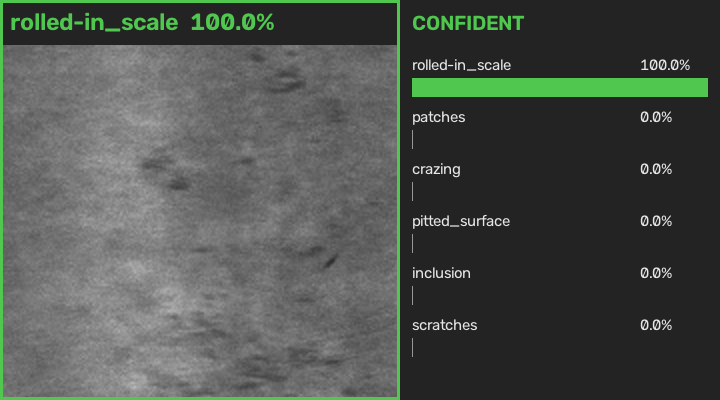 rolled-in_scale 100.0%
CONFIDENT
rolled-in_scale 100.0%
patches 0.0%
crazing 0.0%
pitted_surface 0.0%
inclusion 0.0%
scratches 0.0%